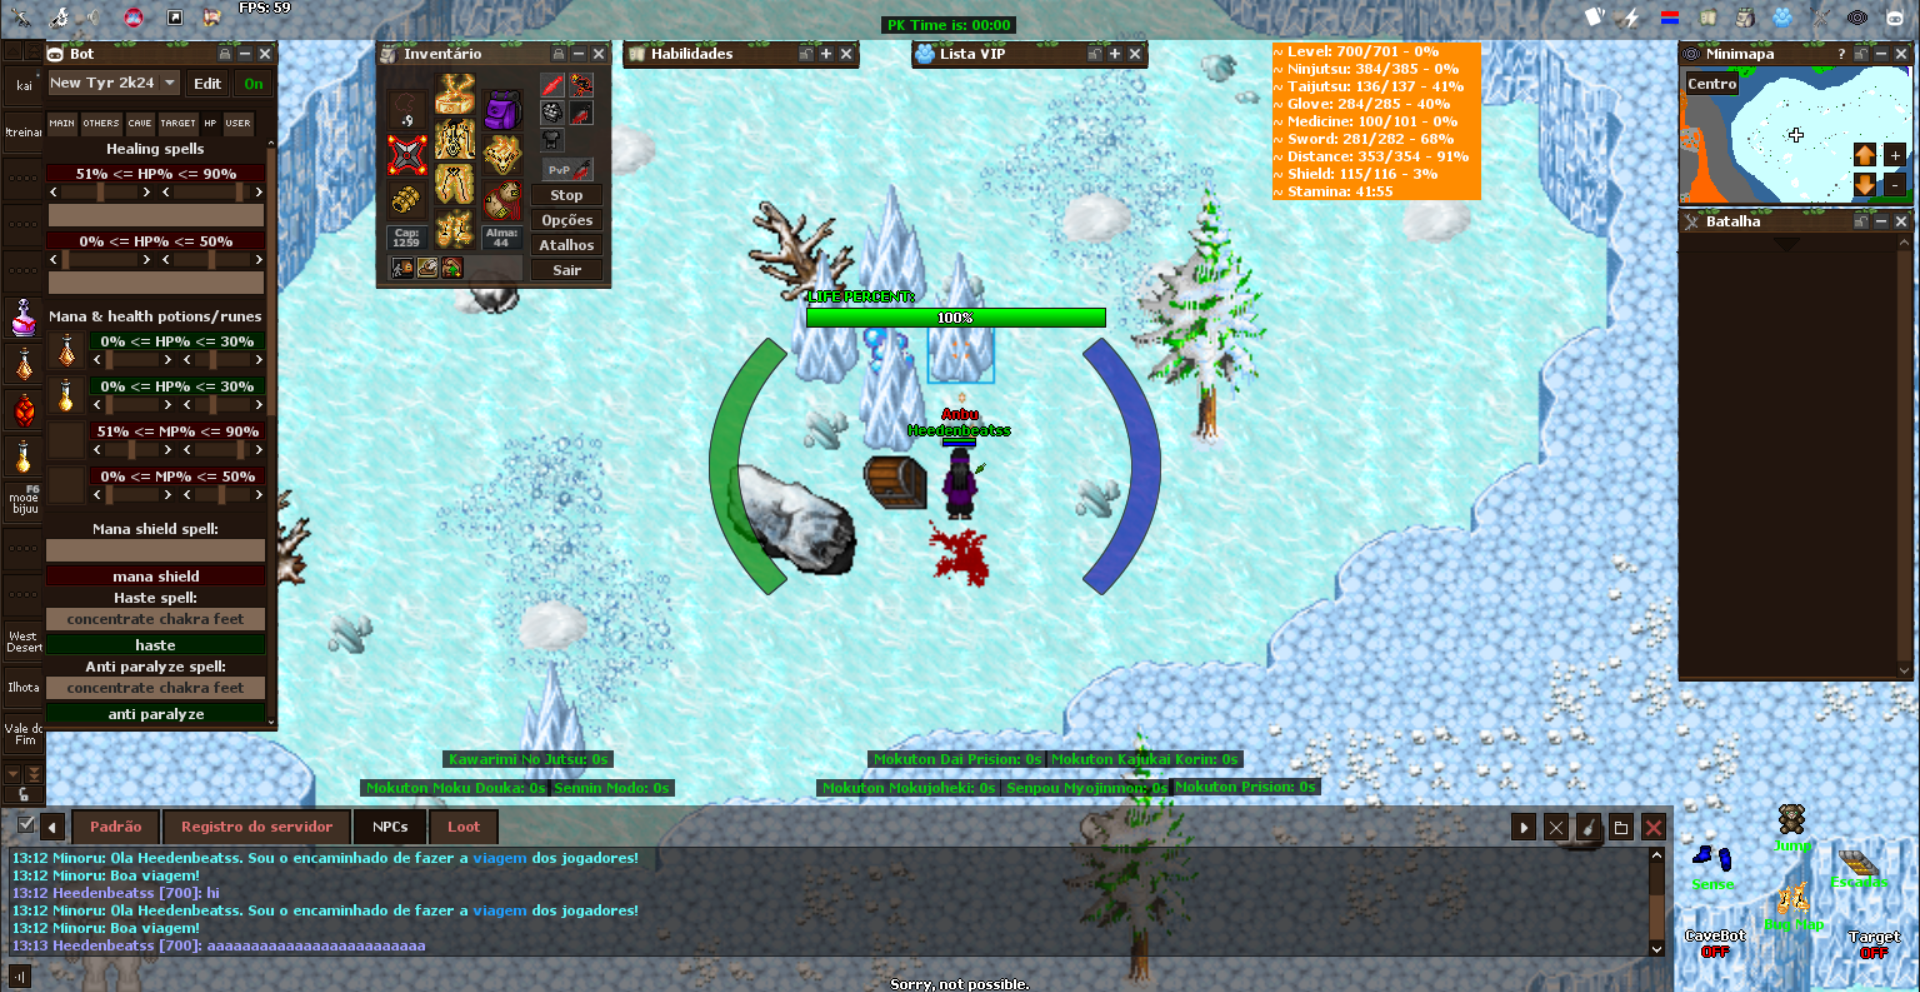 FPS: 59
PK Time is: 00:00
Bot
New Tyr 2k24
Edit
On
MAIN
OTHERS
CAVE
TARGET
HP
USER
Healing spells
51% <= HP% <= 90%
0% <= HP% <= 50%
Mana & health potions/runes
0% <= HP% <= 30%
0% <= HP% <= 30%
51% <= MP% <= 90%
0% <= MP% <= 50%
Mana shield spell:
mana shield
Haste spell:
concentrate chakra feet
haste
Anti paralyze spell:
concentrate chakra feet
anti paralyze
kai
!treinar
F6
mode
bijuu
West
Desert
Ilhota
Vale do
Fim
Inventário
.9
Cap:
1259
Alma:
44
PvP
Stop
Opções
Atalhos
Sair
Habilidades
Lista VIP
~ Level: 700/701 - 0%
~ Ninjutsu: 384/385 - 0%
~ Taijutsu: 136/137 - 41%
~ Glove: 284/285 - 40%
~ Medicine: 100/101 - 0%
~ Sword: 281/282 - 68%
~ Distance: 353/354 - 91%
~ Shield: 115/116 - 3%
~ Stamina: 41:55
Minimapa
?
Centro
+
-
Batalha
LIFE PERCENT:
100%
Anbu
Heedenbeatss
Kawarimi No Jutsu: 0s
Mokuton Dai Prision: 0s
Mokuton Kajukai Korin: 0s
Mokuton Moku Douka: 0s
Sennin Modo: 0s
Mokuton Mokujoheki: 0s
Senpou Myojinmon: 0s
Mokuton Prision: 0s
Padrão
Registro do servidor
NPCs
Loot
13:12 Minoru: Ola Heedenbeatss. Sou o encaminhado de fazer a viagem dos jogadores!
13:12 Minoru: Boa viagem!
13:12 Heedenbeatss [700]: hi
13:12 Minoru: Ola Heedenbeatss. Sou o encaminhado de fazer a viagem dos jogadores!
13:12 Minoru: Boa viagem!
13:13 Heedenbeatss [700]: aaaaaaaaaaaaaaaaaaaaaaaaa
Sorry, not possible.
Jump
Sense
Escadas
Bug Map
CaveBot
OFF
Target
OFF